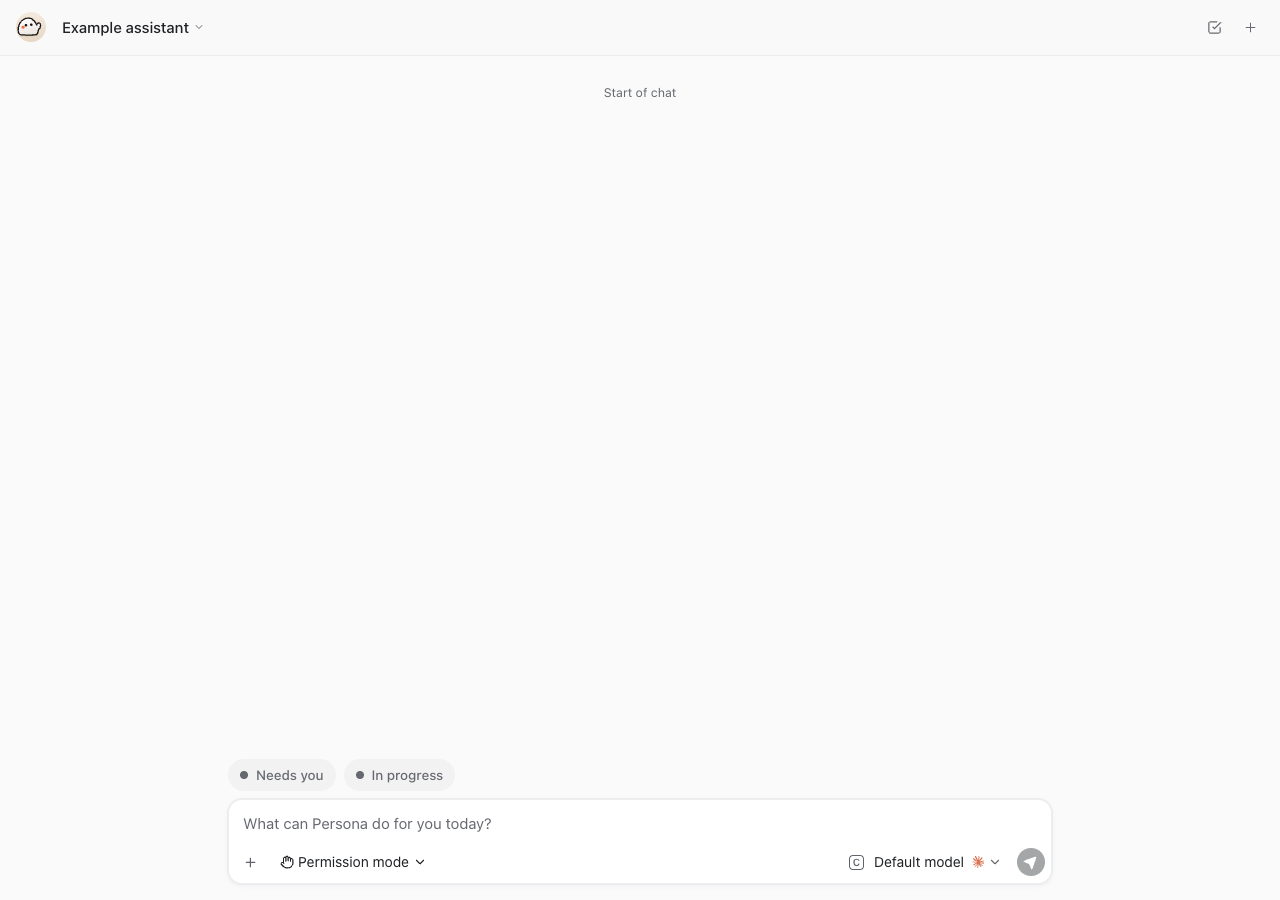 Example assistant
Start of chat
Needs you
In progress
What can Persona do for you today?
Permission mode
C
Default model